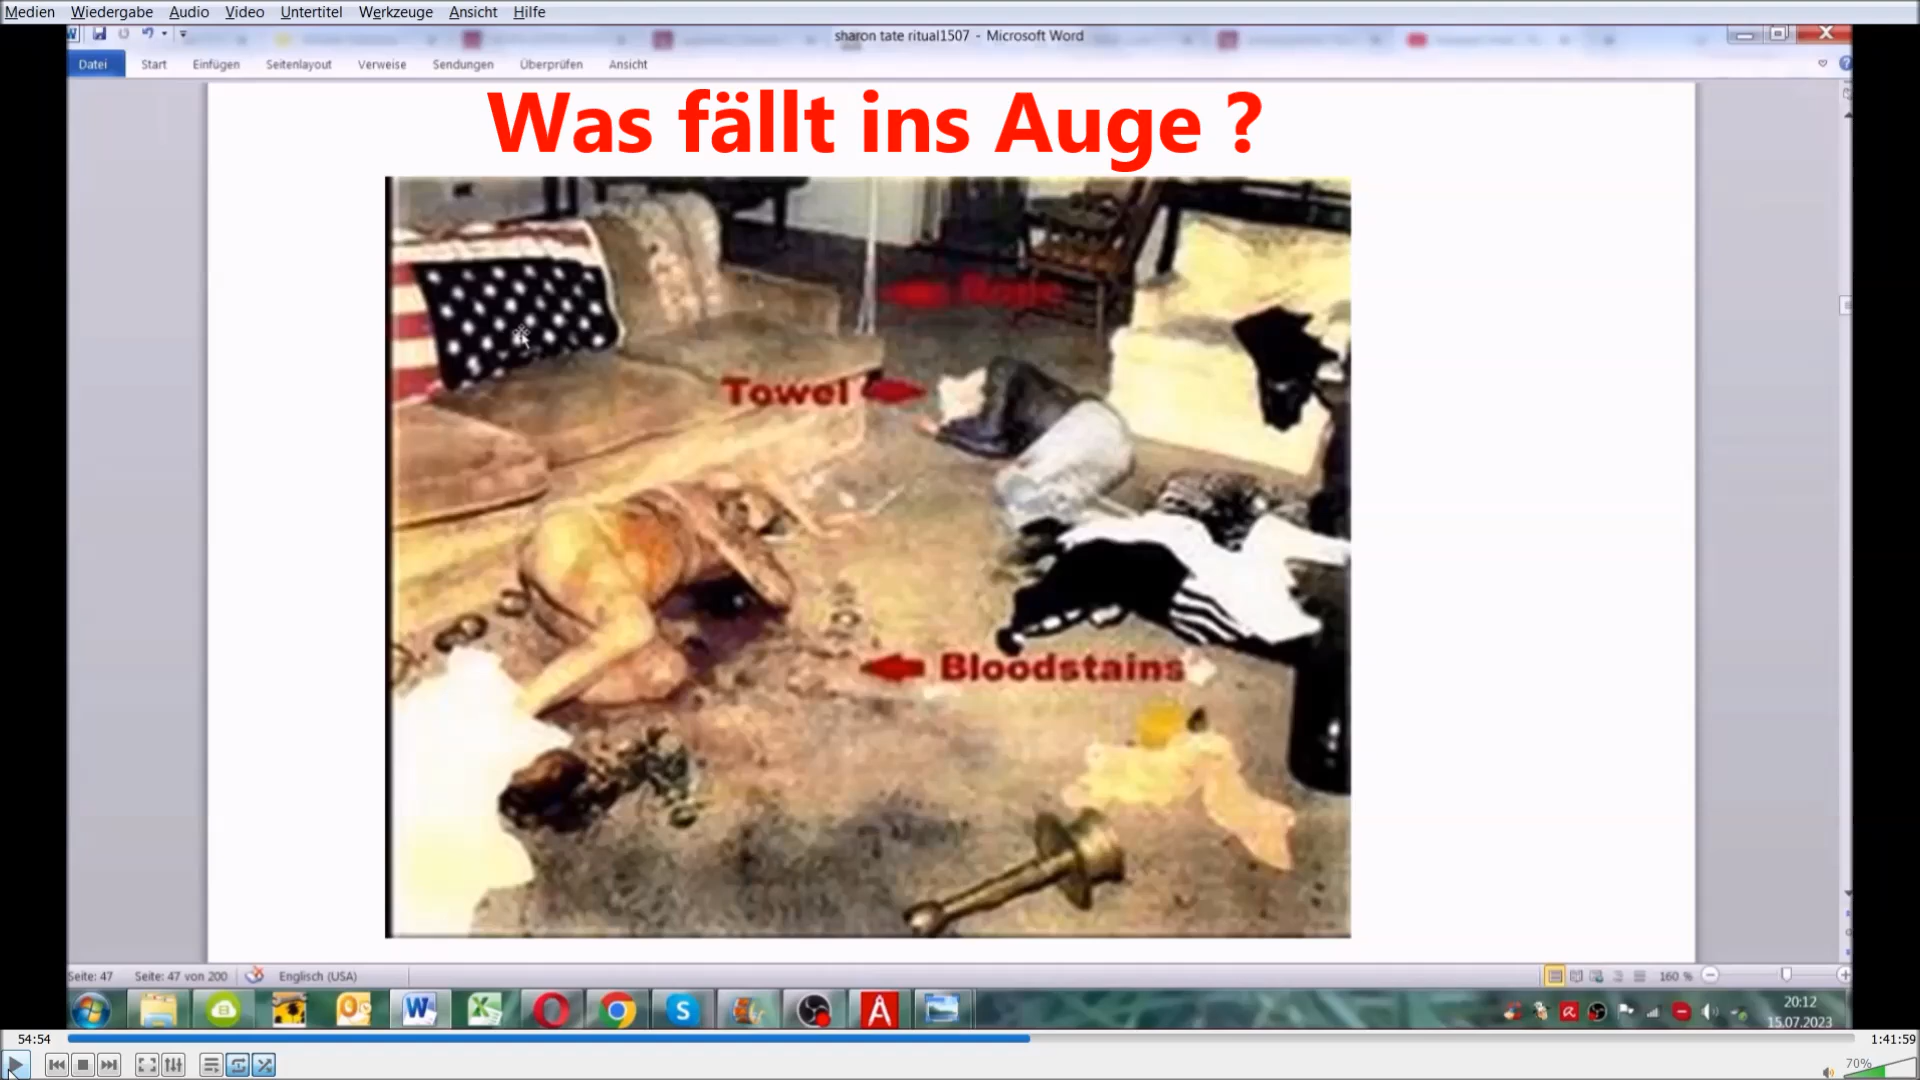 Medien Wiedergabe Audio Video Untertitel Werkzeuge Ansicht Hilfe
sharon tate ritual1507 - Microsoft Word
Datei Start Einfügen Seitenlayout Verweise Sendungen Überprüfen Ansicht
Was fällt ins Auge ?
Rope
Towel
Bloodstains
Seite: 47 Seite: 47 von 200 Englisch (USA) 160 %
20:12
15.07.2023
54:54 1:41:59
70%